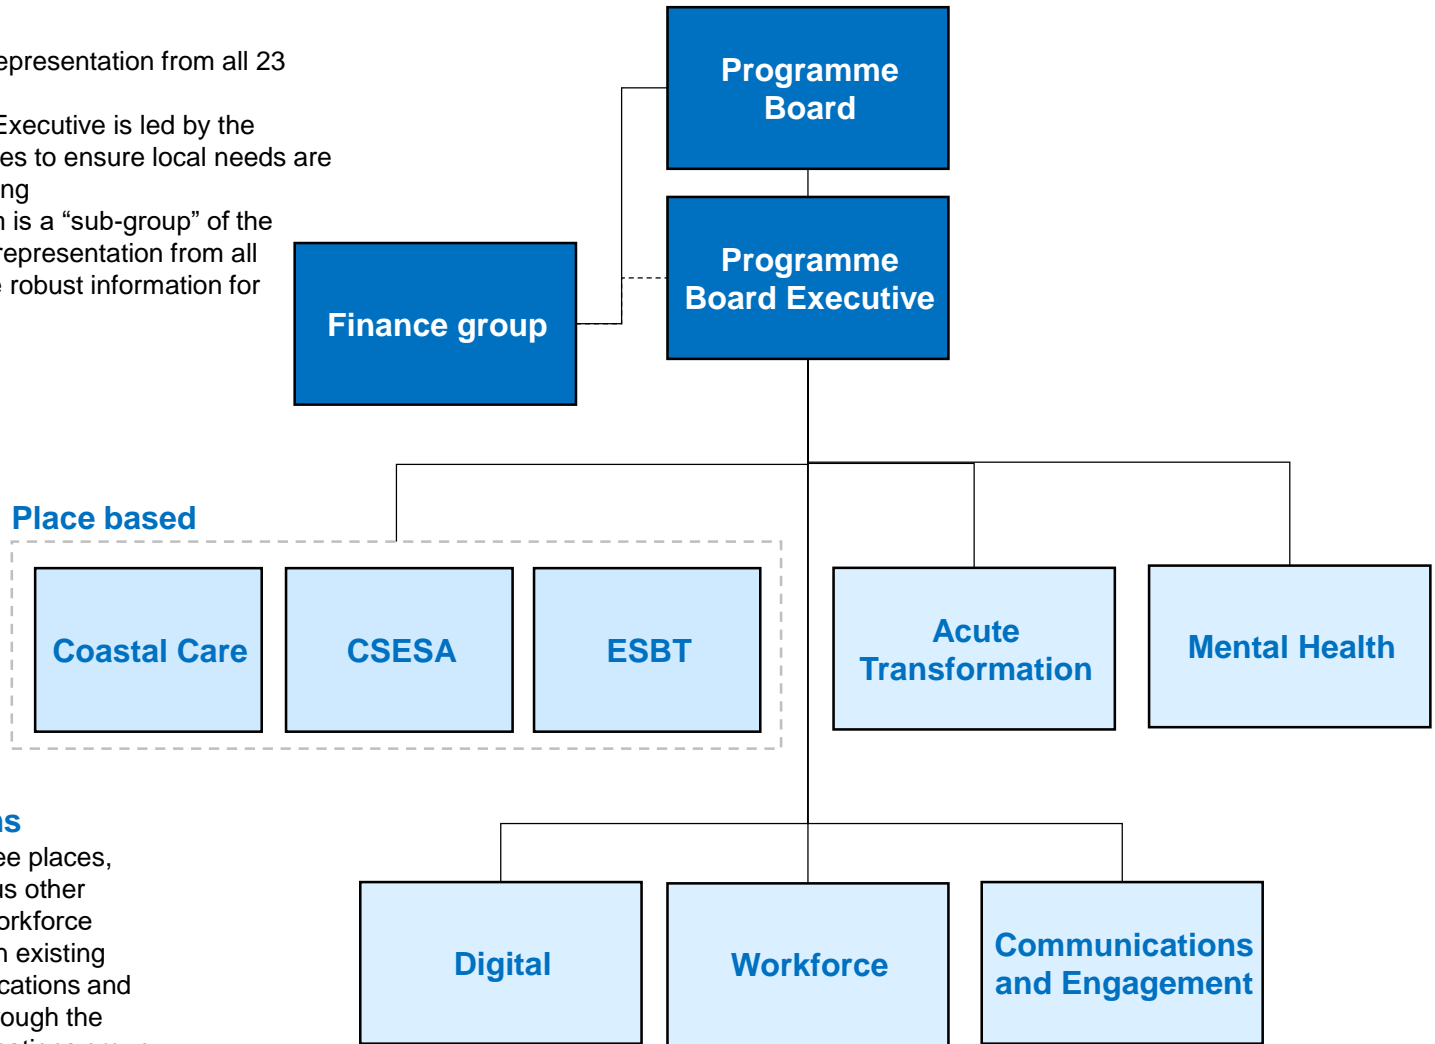 epresentation from all 23
Executive is led by the
es to ensure local needs are
ng
is a “sub-group” of the
representation from all
robust information for
Programme
Board
Programme
Board Executive
Finance group
Place based
Coastal Care
CSESA
ESBT
Acute
Transformation
Mental Health
ns
ee places,
us other
orkforce
n existing
cations and
rough the
Digital
Workforce
Communications
and Engagement